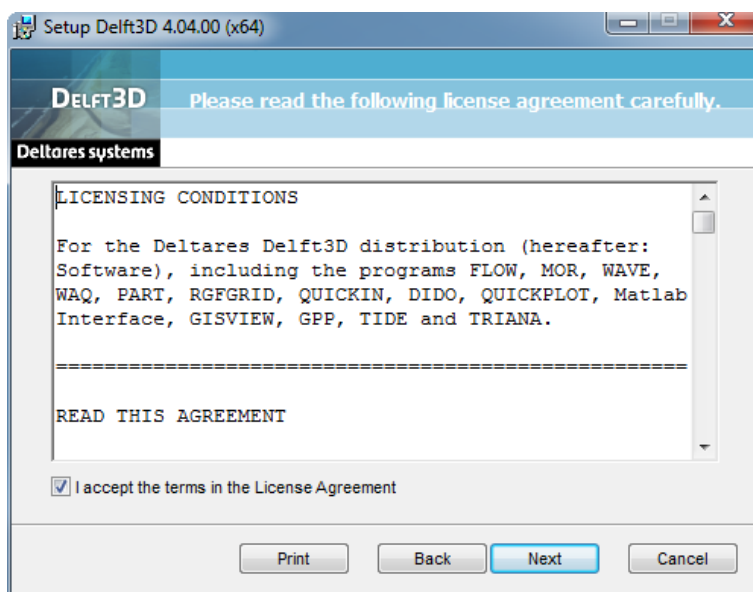 Setup Delft3D 4.04.00 (x64)
DELFT3D
Please read the following license agreement carefully.
Deltares systems
LICENSING CONDITIONS
For the Deltares Delft3D distribution (hereafter:
Software), including the programs FLOW, MOR, WAVE,
WAQ, PART, RGFGRID, QUICKIN, DIDO, QUICKPLOT, Matlab
Interface, GISVIEW, GPP, TIDE and TRIANA.
====================================================
READ THIS AGREEMENT
I accept the terms in the License Agreement
Print Back Next Cancel